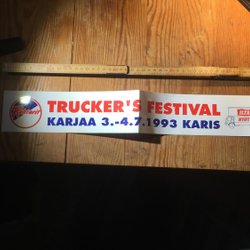 TRUCKER'S FESTIVAL
KARJAA 3.-4.7.1993 KARIS